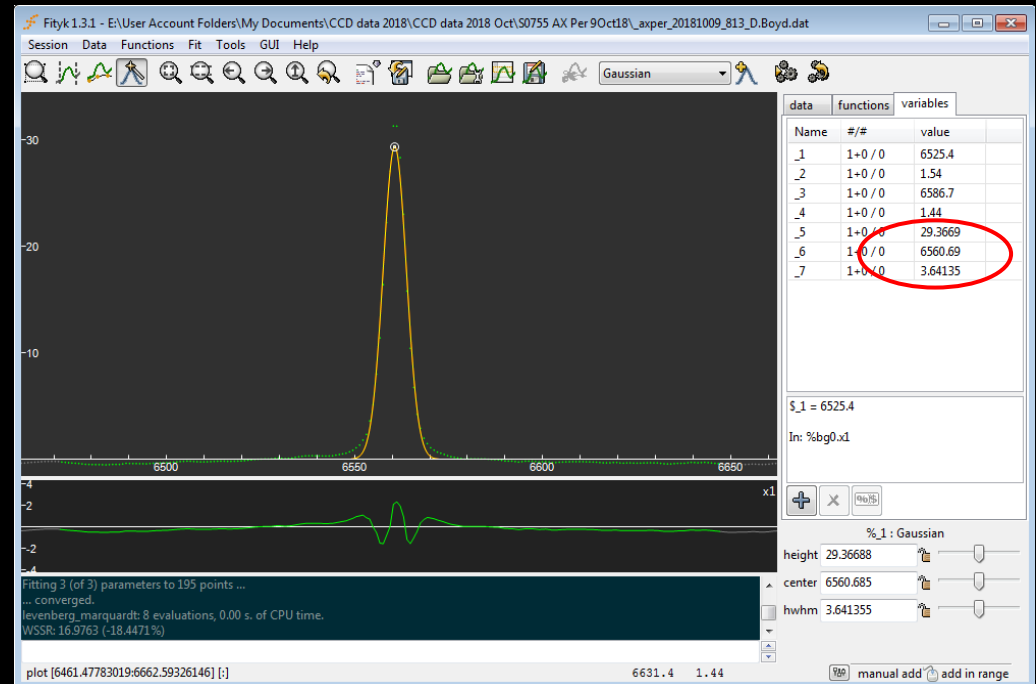 Fityk 1.3.1 - E:\User Account Folders\My Documents\CCD data 2018\CCD data 2018 Oct\S0755 AX Per 9Oct18\_axper_20181009_813_D.Boyd.dat
Session Data Functions Fit Tools GUI Help
Gaussian
data functions variables
Name #/# value
_1 1+0 / 0 6525.4
_2 1+0 / 0 1.54
_3 1+0 / 0 6586.7
_4 1+0 / 0 1.44
_5 1+0 / 0 29.3669
_6 1+0 / 0 6560.69
_7 1+0 / 0 3.64135
30
20
10
6500 6550 6600 6650
$_1 = 6525.4
In: %bg0.x1
4
x1
2
-2
-4
%_1 : Gaussian
height 29.36688
center 6560.685
hwhm 3.641355
Fitting 3 (of 3) parameters to 195 points ...
... converged.
levenberg_marquardt: 8 evaluations, 0.00 s. of CPU time.
WSSR: 16.9763 (-18.4471%)
plot [6461.47783019:6662.59326146] [:] 6631.4 1.44 manual add add in range